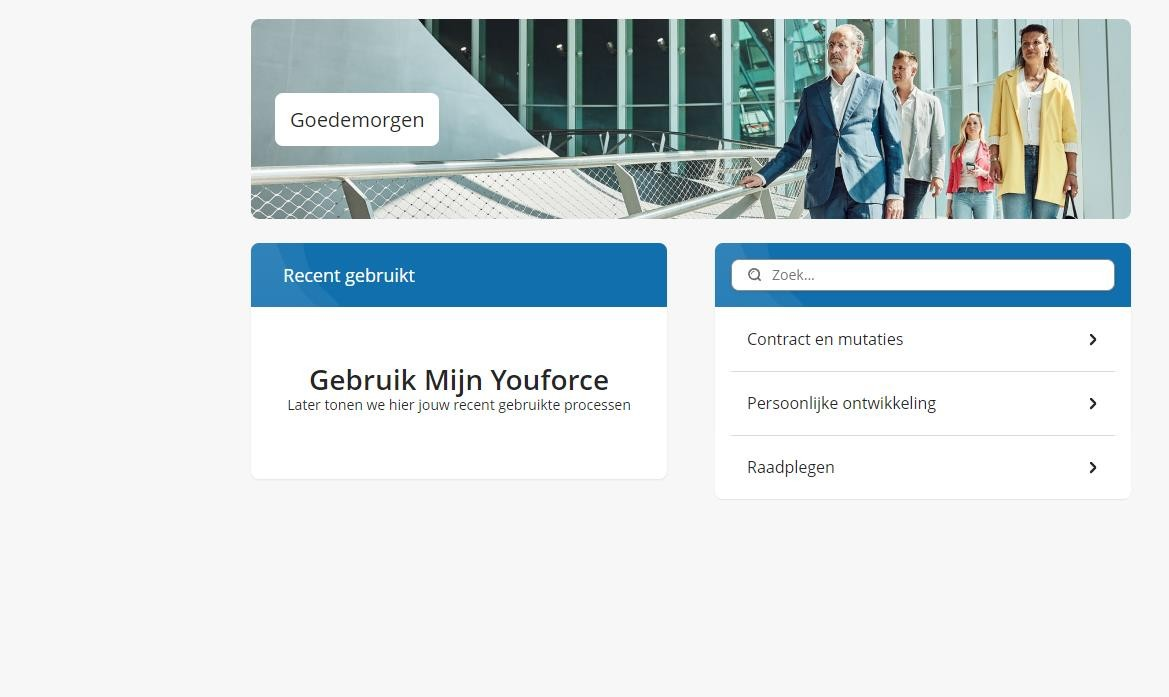 Goedemorgen
Recent gebruikt
Gebruik Mijn Youforce
Later tonen we hier jouw recent gebruikte processen
Zoek...
Contract en mutaties
Persoonlijke ontwikkeling
Raadplegen